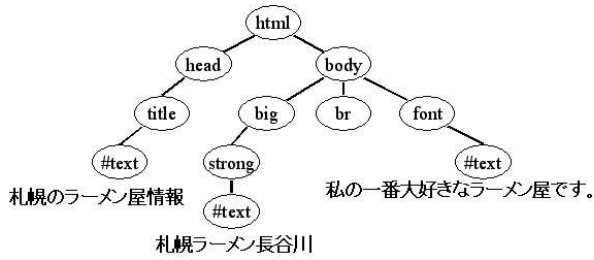 html
head body
title big br font
#text strong #text
札幌のラーメン屋情報 私の一番大好きなラーメン屋です。
#text
札幌ラーメン長谷川